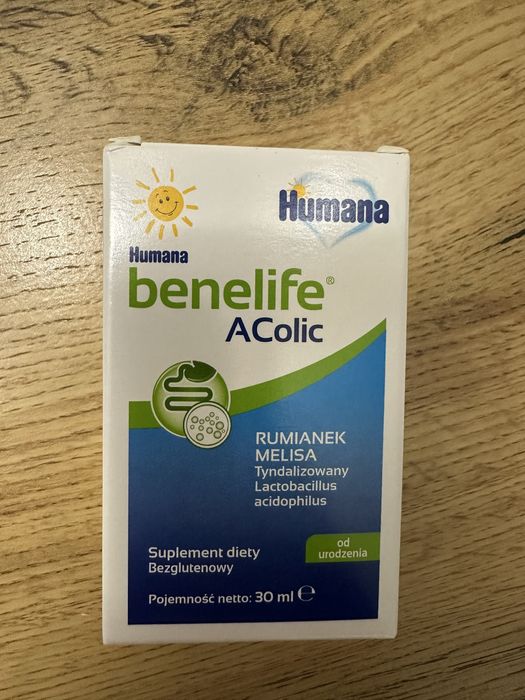 Humana
Humana
benelife®
AColic
RUMIANEK
MELISA
Tyndalizowany
Lactobacillus
acidophilus
od
urodzenia
Suplement diety
Bezglutenowy
Pojemność netto: 30 ml ℮